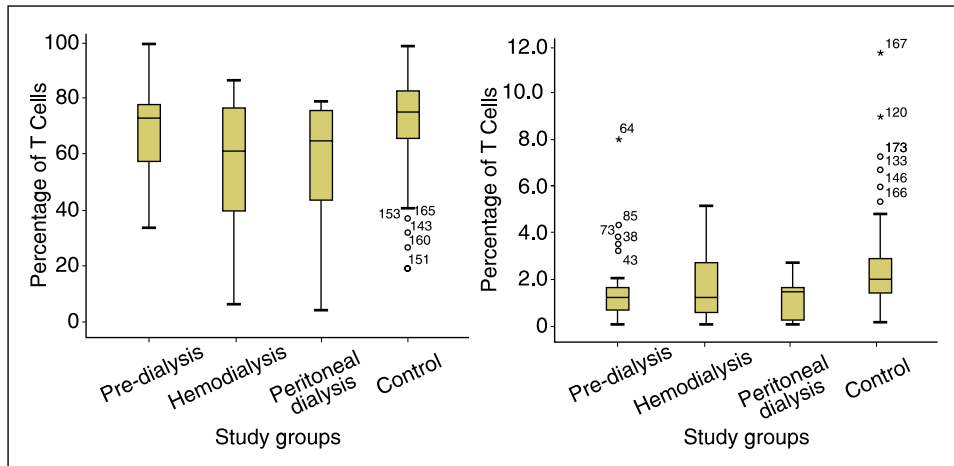 Percentage of T Cells
100
80
60
40
20
0
153 165
143
160
151
Pre-dialysis
Hemodialysis
Peritoneal
dialysis
Control
Study groups
Percentage of T Cells
12.0
10.0
8.0
6.0
4.0
2.0
0
64
85
73 38
43
167
120
173
133
146
166
Pre-dialysis
Hemodialysis
Peritoneal
dialysis
Control
Study groups